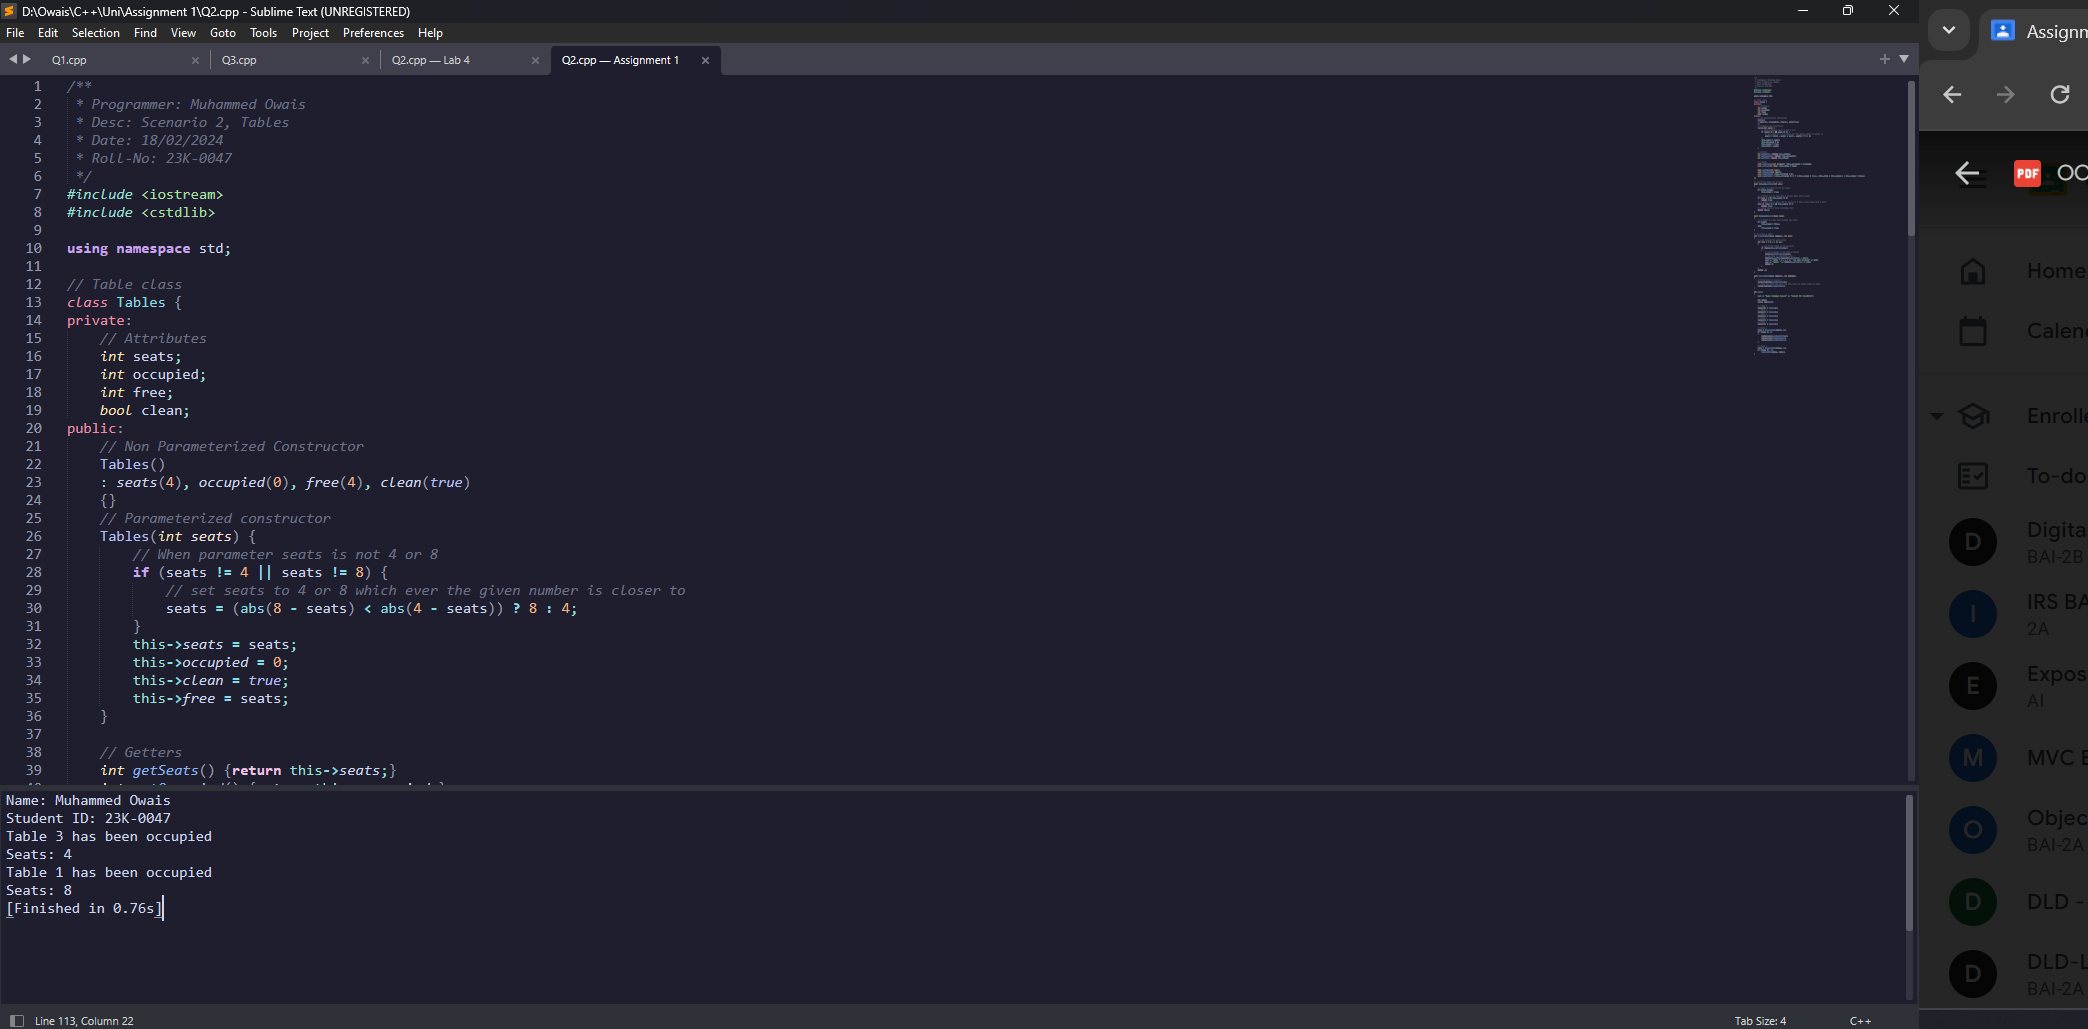 D:\Owais\C++\Uni\Assignment 1\Q2.cpp - Sublime Text (UNREGISTERED)
File Edit Selection Find View Goto Tools Project Preferences Help
Q1.cpp
Q3.cpp
Q2.cpp — Lab 4
Q2.cpp — Assignment 1
1 /**
2 * Programmer: Muhammed Owais
3 * Desc: Scenario 2, Tables
4 * Date: 18/02/2024
5 * Roll-No: 23K-0047
6 */
7 #include <iostream>
8 #include <cstdlib>
9
10 using namespace std;
11
12 // Table class
13 class Tables {
14 private:
15 // Attributes
16 int seats;
17 int occupied;
18 int free;
19 bool clean;
20 public:
21 // Non Parameterized Constructor
22 Tables()
23 : seats(4), occupied(0), free(4), clean(true)
24 {}
25 // Parameterized constructor
26 Tables(int seats) {
27 // When parameter seats is not 4 or 8
28 if (seats != 4 || seats != 8) {
29 // set seats to 4 or 8 which ever the given number is closer to
30 seats = (abs(8 - seats) < abs(4 - seats)) ? 8 : 4;
31 }
32 this->seats = seats;
33 this->occupied = 0;
34 this->clean = true;
35 this->free = seats;
36 }
37
38 // Getters
39 int getSeats() {return this->seats;}
Name: Muhammed Owais
Student ID: 23K-0047
Table 3 has been occupied
Seats: 4
Table 1 has been occupied
Seats: 8
[Finished in 0.76s]
Line 113, Column 22
Tab Size: 4
C++
Assignm
PDF OO
Home
Calen
Enrolle
To-do
D Digita
BAI-2B
I IRS BA
2A
E Expos
AI
M MVC B
O Objec
BAI-2A
D DLD -
D DLD-L
BAI-2A